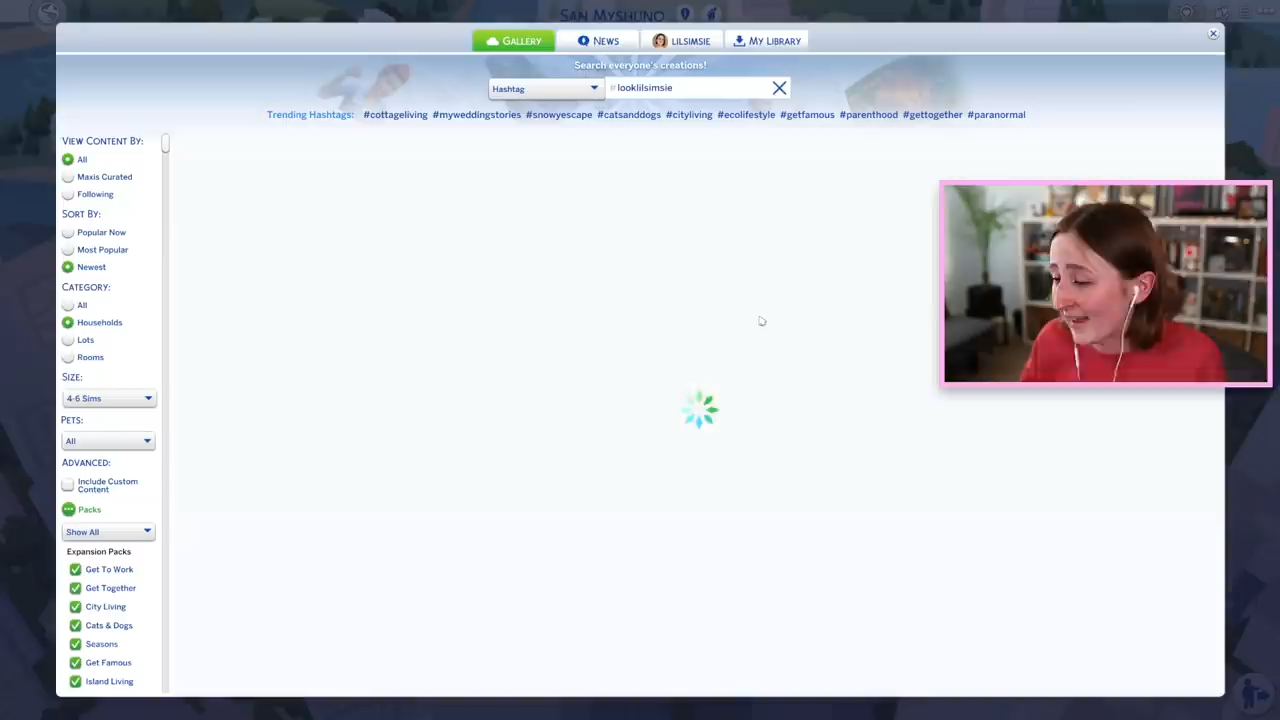 San Myshuno
Gallery
News
lilsimsie
My Library
Search everyone's creations!
Hashtag
# looklilsimsie
Trending Hashtags: #cottageliving #myweddingstories #snowyescape #catsanddogs #cityliving #ecolifestyle #getfamous #parenthood #gettogether #paranormal
View Content By:
All
Maxis Curated
Following
Sort By:
Popular Now
Most Popular
Newest
Category:
All
Households
Lots
Rooms
Size:
4-6 Sims
Pets:
All
Advanced:
Include Custom
Content
Packs
Show All
Expansion Packs
Get To Work
Get Together
City Living
Cats & Dogs
Seasons
Get Famous
Island Living